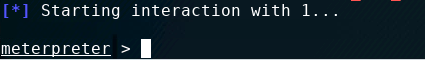 [*] Starting interaction with 1...
meterpreter >